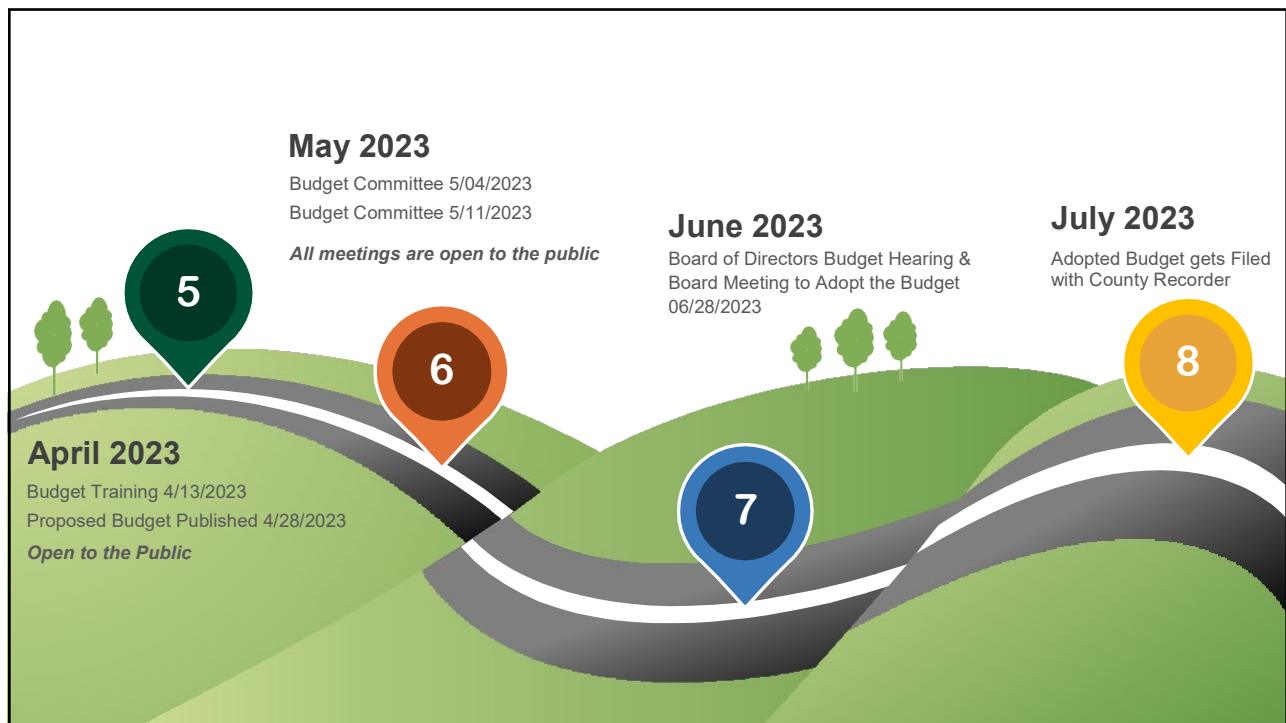 5
April 2023
Budget Training 4/13/2023
Proposed Budget Published 4/28/2023
Open to the Public
May 2023
Budget Committee 5/04/2023
Budget Committee 5/11/2023
All meetings are open to the public
6
June 2023
Board of Directors Budget Hearing &
Board Meeting to Adopt the Budget
06/28/2023
7
July 2023
Adopted Budget gets Filed
with County Recorder
8